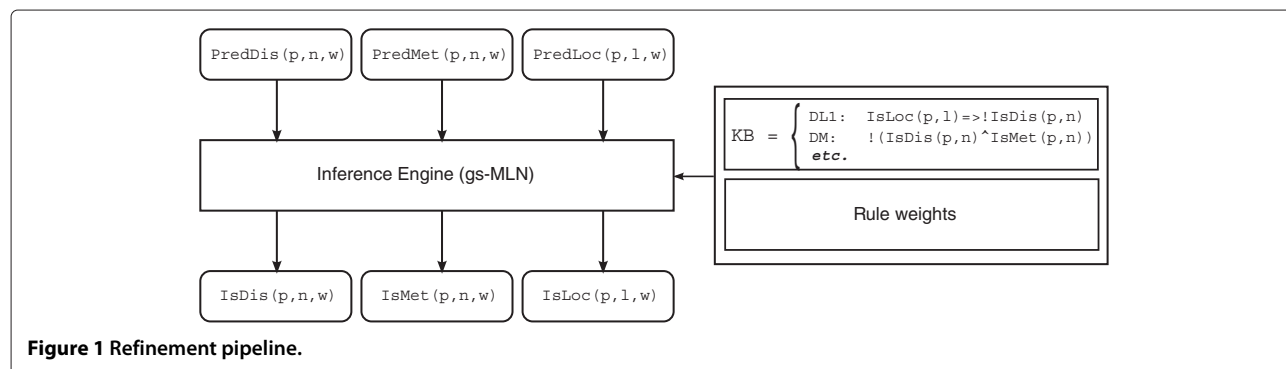 PredDis(p,n,w) PredMet(p,n,w) PredLoc(p,l,w)
KB = { DL1: IsLoc(p,l)=>!IsDis(p,n)
DM: !(IsDis(p,n)^IsMet(p,n))
etc.
Inference Engine (gs-MLN)
Rule weights
IsDis(p,n,w) IsMet(p,n,w) IsLoc(p,l,w)
Figure 1 Refinement pipeline.